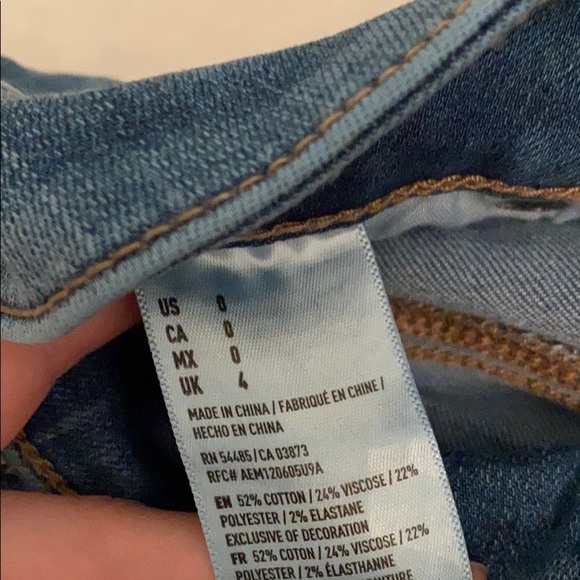 US 0
CA 0
MX 0
UK 4
MADE IN CHINA / FABRIQUÉ EN CHINE /
HECHO EN CHINA
RN 54485 / CA 03873
RFC# AEM120605U9A
EN 52% COTTON / 24% VISCOSE / 22%
POLYESTER / 2% ELASTANE
EXCLUSIVE OF DECORATION
FR 52% COTON / 24% VISCOSE / 22%
POLYESTER / 2% ÉLASTHANNE